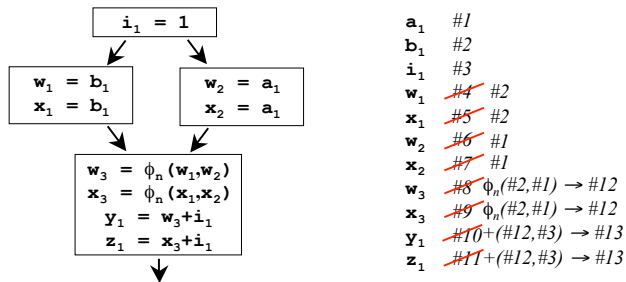 i₁ = 1
w₁ = b₁
x₁ = b₁
w₂ = a₁
x₂ = a₁
w₃ = ϕₙ(w₁,w₂)
x₃ = ϕₙ(x₁,x₂)
y₁ = w₃+i₁
z₁ = x₃+i₁
a₁ #1
b₁ #2
i₁ #3
w₁ #4 #2
x₁ #5 #2
w₂ #6 #1
x₂ #7 #1
w₃ #8 ϕₙ(#2,#1) → #12
x₃ #9 ϕₙ(#2,#1) → #12
y₁ #10 +(#12,#3) → #13
z₁ #11 +(#12,#3) → #13